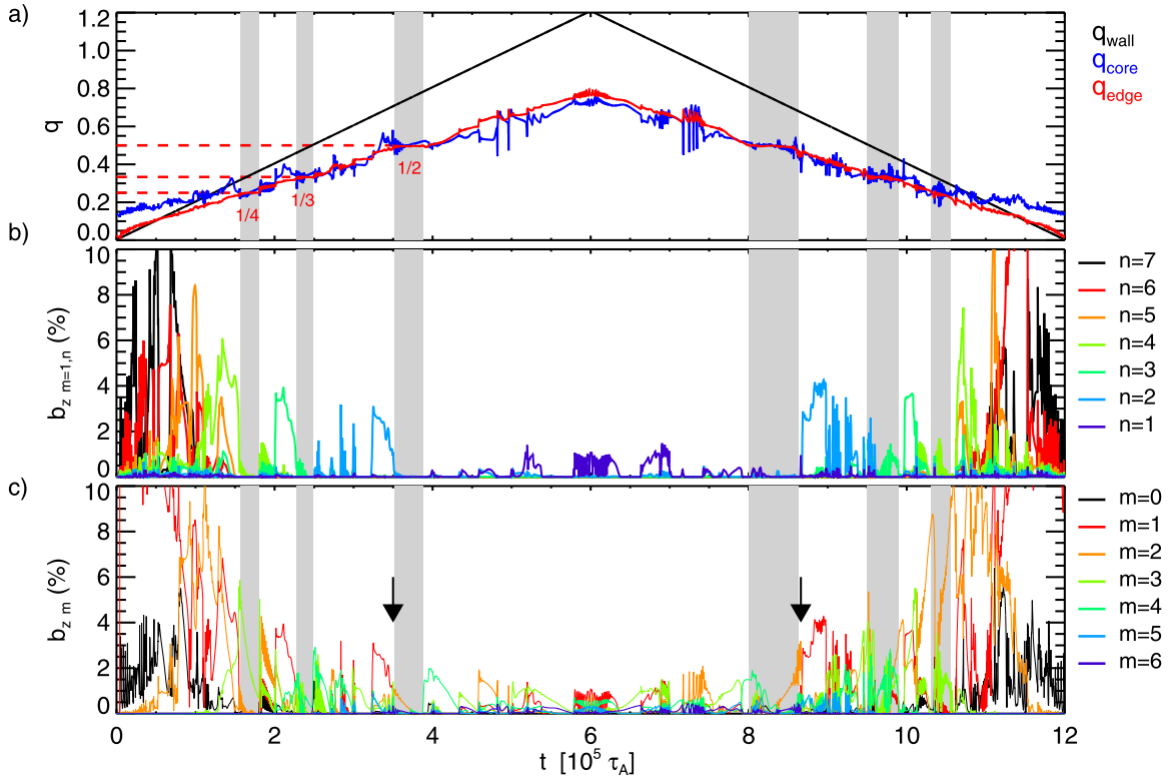 a)
1.2
1.0
0.8
0.6
0.4
0.2
0.0
q
1/4
1/3
1/2
q_wall
q_core
q_edge
b)
10
8
6
4
2
0
b_z m=1,n (%)
n=7
n=6
n=5
n=4
n=3
n=2
n=1
c)
10
8
6
4
2
0
b_z m (%)
m=0
m=1
m=2
m=3
m=4
m=5
m=6
0 2 4 6 8 10 12
t [10⁵ τ_A]